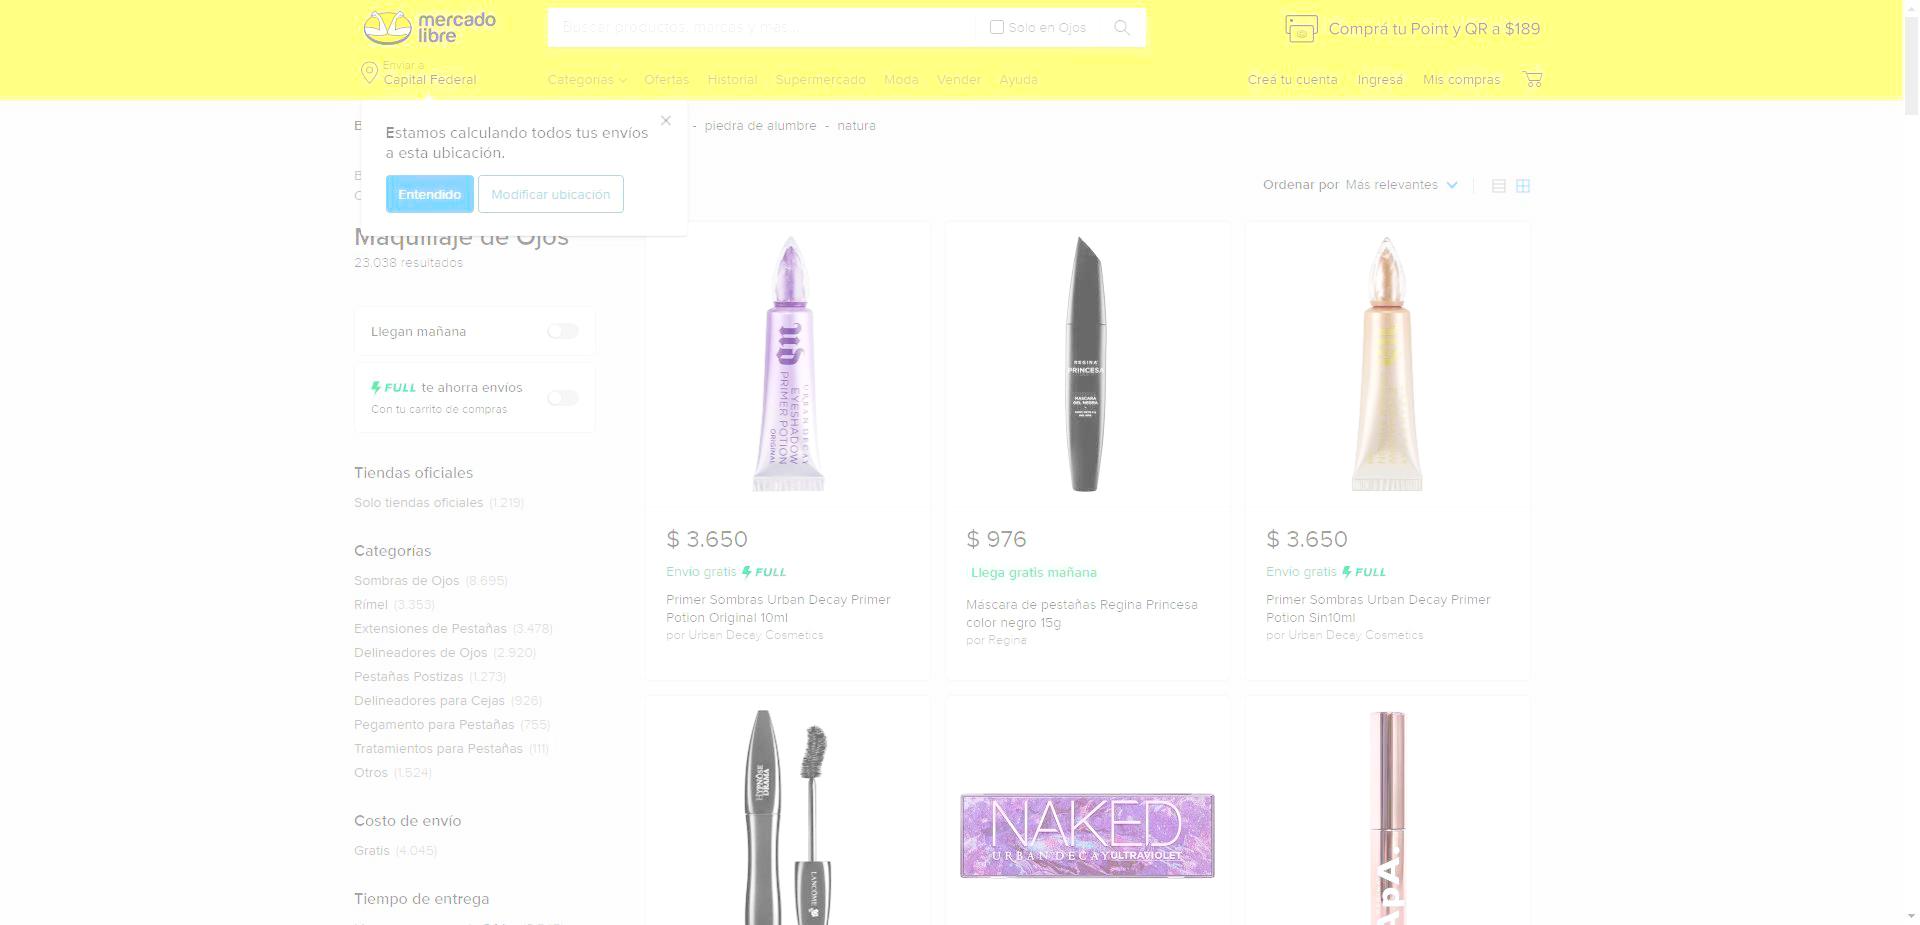 mercado
libre
Buscar productos, marcas y más...
Solo en Ojos
Comprá tu Point y QR a $189
Enviar a
Capital Federal
Categorías
Ofertas
Historial
Supermercado
Moda
Vender
Ayuda
Creá tu cuenta
Ingresá
Mis compras
- piedra de alumbre - natura
Estamos calculando todos tus envíos
a esta ubicación.
Entendido
Modificar ubicación
Ordenar por Más relevantes
Maquillaje de Ojos
23.038 resultados
Llegan mañana
FULL te ahorra envíos
Con tu carrito de compras
Tiendas oficiales
Solo tiendas oficiales (1.219)
Categorías
Sombras de Ojos (8.695)
Rímel (3.353)
Extensiones de Pestañas (3.478)
Delineadores de Ojos (2.920)
Pestañas Postizas (1.273)
Delineadores para Cejas (926)
Pegamento para Pestañas (755)
Tratamientos para Pestañas (111)
Otros (1.524)
Costo de envío
Gratis (4.045)
Tiempo de entrega
UD
URBAN DECAY
EYESHADOW
PRIMER POTION
ORIGINAL
$ 3.650
Envío gratis FULL
Primer Sombras Urban Decay Primer
Potion Original 10ml
por Urban Decay Cosmetics
REGINA
PRINCESA
MASCARA
GEL NEGRA
$ 976
Llega gratis mañana
Máscara de pestañas Regina Princesa
color negro 15g
por Regina
$ 3.650
Envío gratis FULL
Primer Sombras Urban Decay Primer
Potion Sin10ml
por Urban Decay Cosmetics
HYPNÔSE
DRAMA
LANCÔME
NAKED
URBAN DECAY ULTRAVIOLET